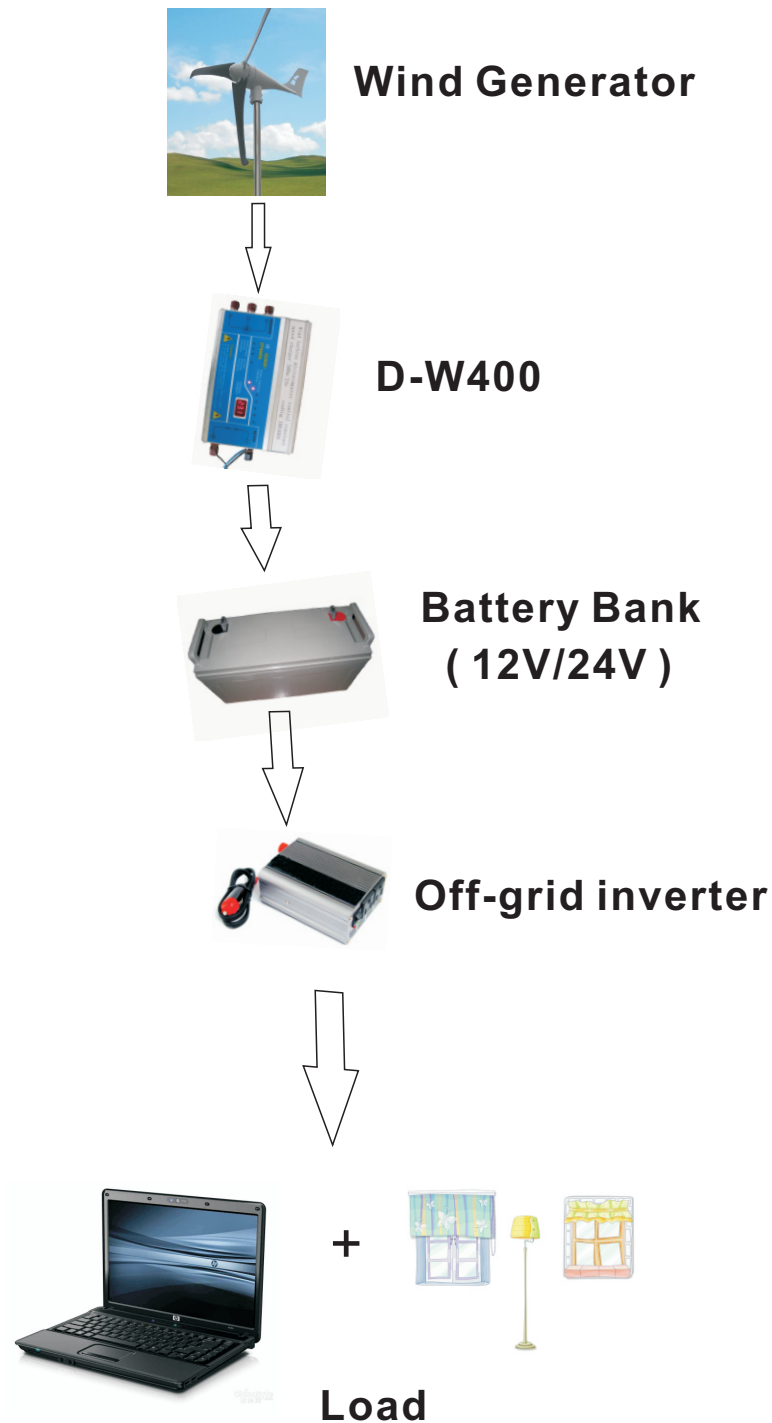 Wind Generator
D-W400
Battery Bank
( 12V/24V )
Off-grid inverter
+
Load